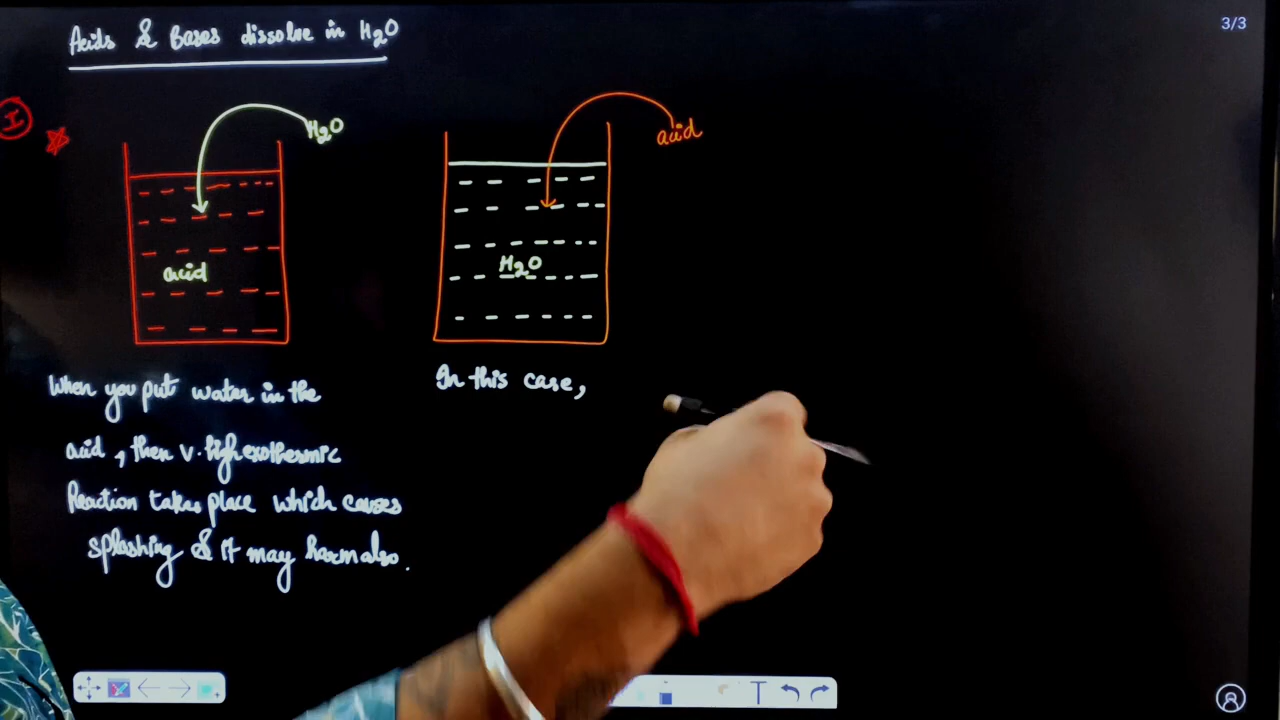 Acids & Bases dissolve in H₂O
3/3
I
H₂O
acid
acid
H₂O
When you put water in the
acid, then v. high exothermic
Reaction takes place which causes
splashing & it may harm also.
In this case,
T